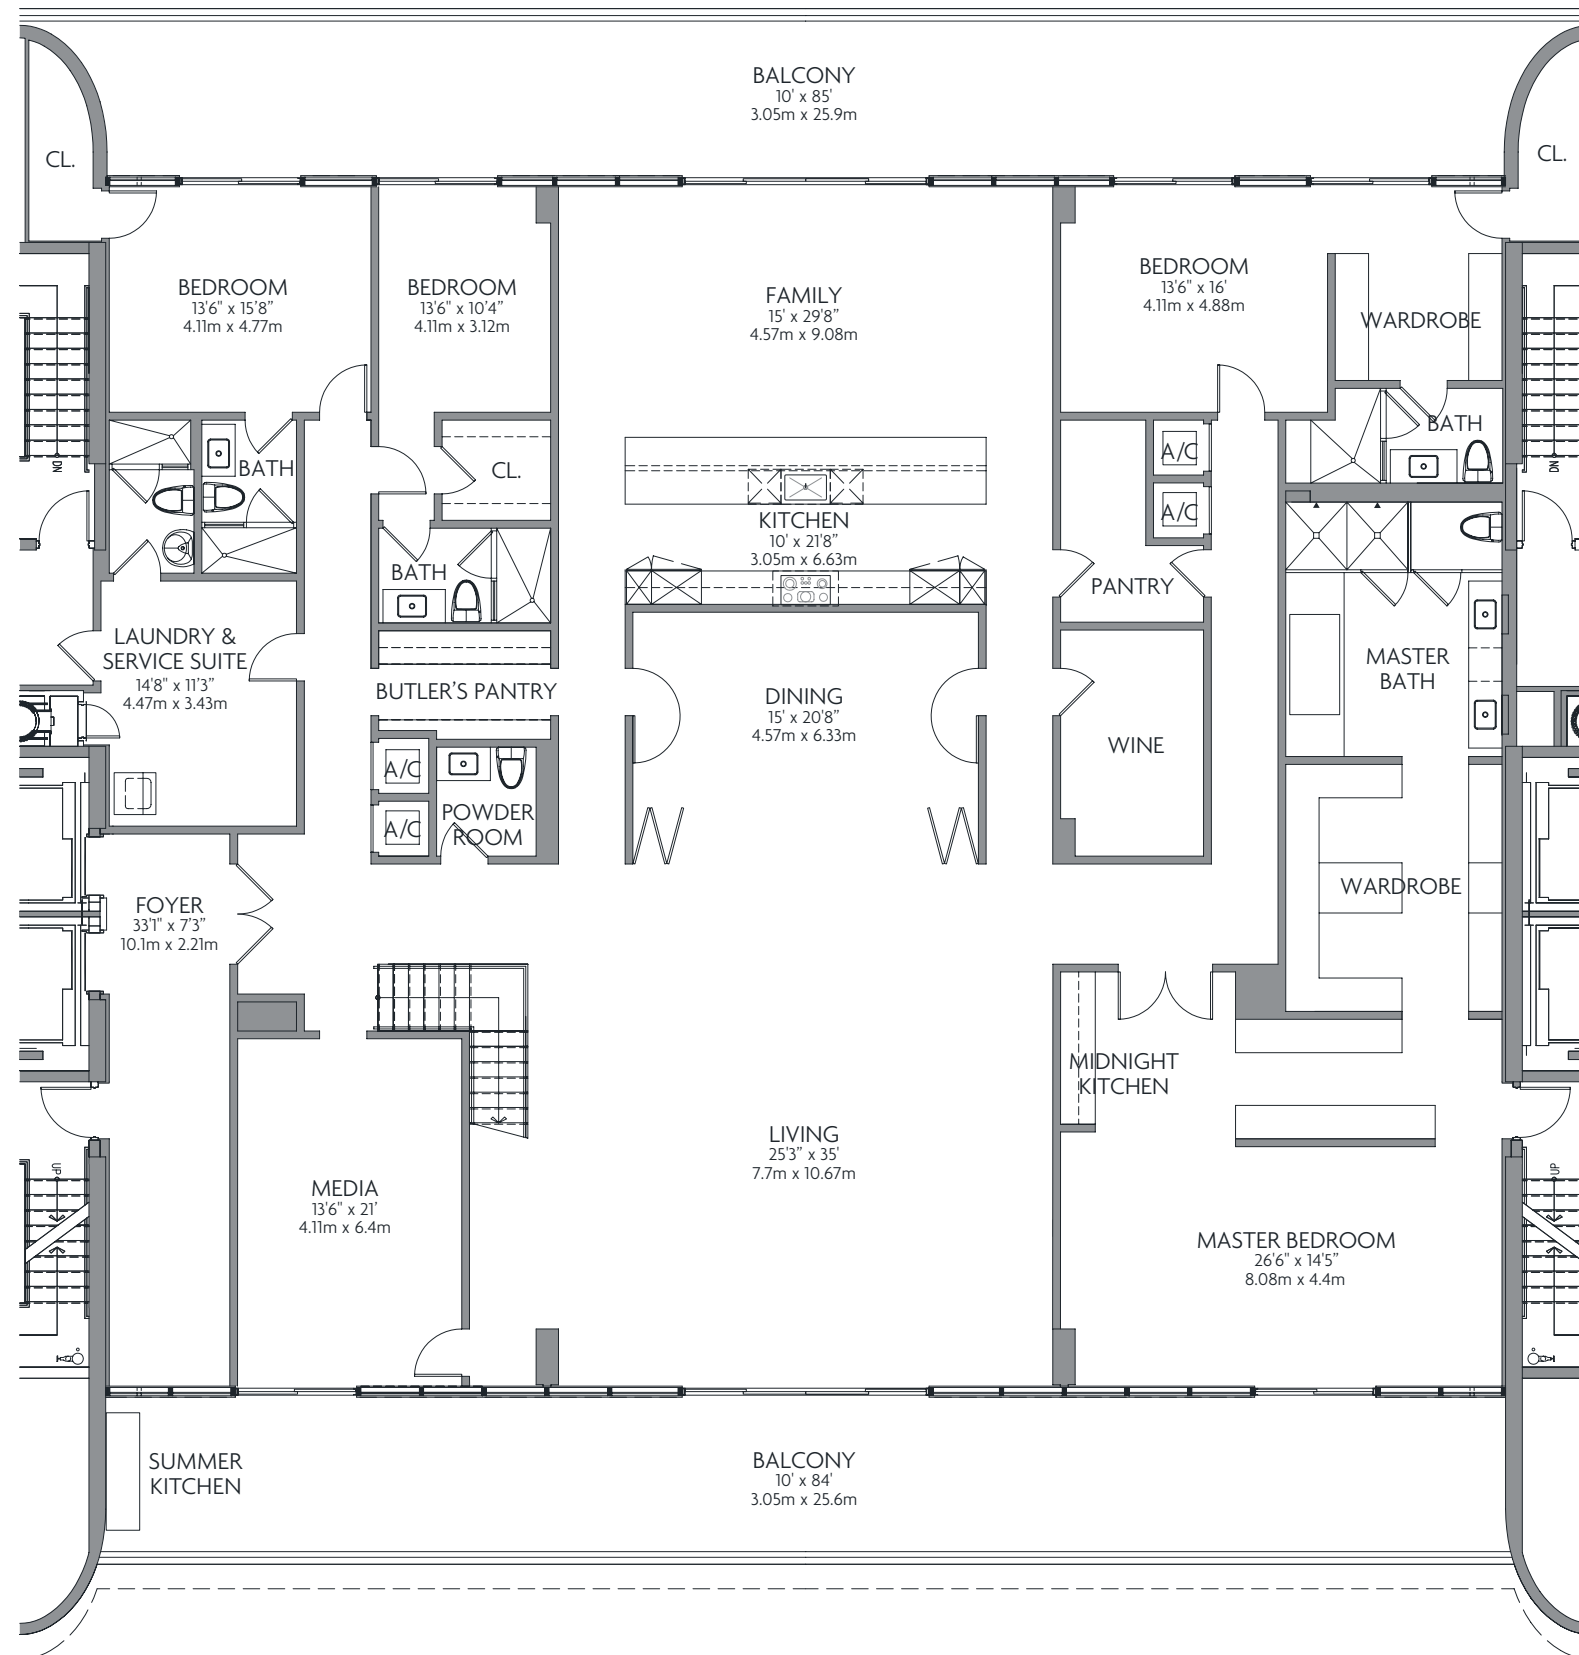 BALCONY
10' x 85'
3.05m x 25.9m
CL.
CL.
BEDROOM
13'6" x 15'8”
4.11m x 4.77m
BEDROOM
13'6" x 10'4”
4.11m x 3.12m
FAMILY
15' x 29'8”
4.57m x 9.08m
BEDROOM
13'6" x 16'
4.11m x 4.88m
WARDROBE
DN
BATH
CL.
A/C
A/C
BATH
DN
KITCHEN
10' x 21'8”
3.05m x 6.63m
BATH
PANTRY
LAUNDRY &
SERVICE SUITE
14'8" x 11'3”
4.47m x 3.43m
BUTLER'S PANTRY
DINING
15' x 20'8”
4.57m x 6.33m
MASTER
BATH
WINE
A/C
A/C
POWDER
ROOM
FOYER
33'1" x 7'3”
10.1m x 2.21m
WARDROBE
MIDNIGHT
KITCHEN
LIVING
25'3” x 35'
7.7m x 10.67m
UP
MEDIA
13'6" x 21'
4.11m x 6.4m
UP
MASTER BEDROOM
26'6" x 14'5”
8.08m x 4.4m
SUMMER
KITCHEN
BALCONY
10' x 84'
3.05m x 25.6m